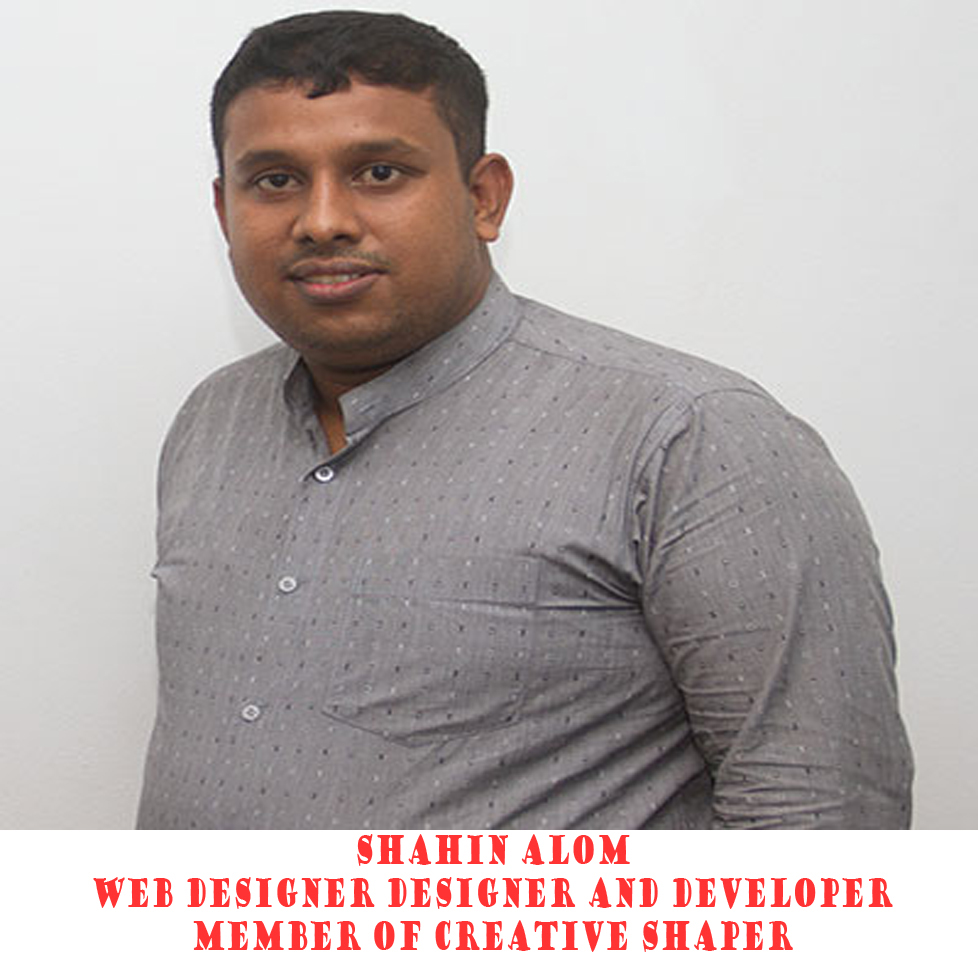 SHAHIN ALOM
WEB DESIGNER DESIGNER AND DEVELOPER
MEMBER OF CREATIVE SHAPER